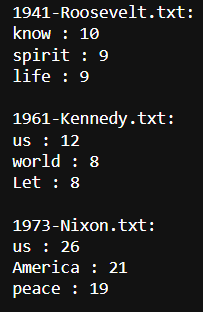 1941-Roosevelt.txt:
know : 10
spirit : 9
life : 9
1961-Kennedy.txt:
us : 12
world : 8
Let : 8
1973-Nixon.txt:
us : 26
America : 21
peace : 19